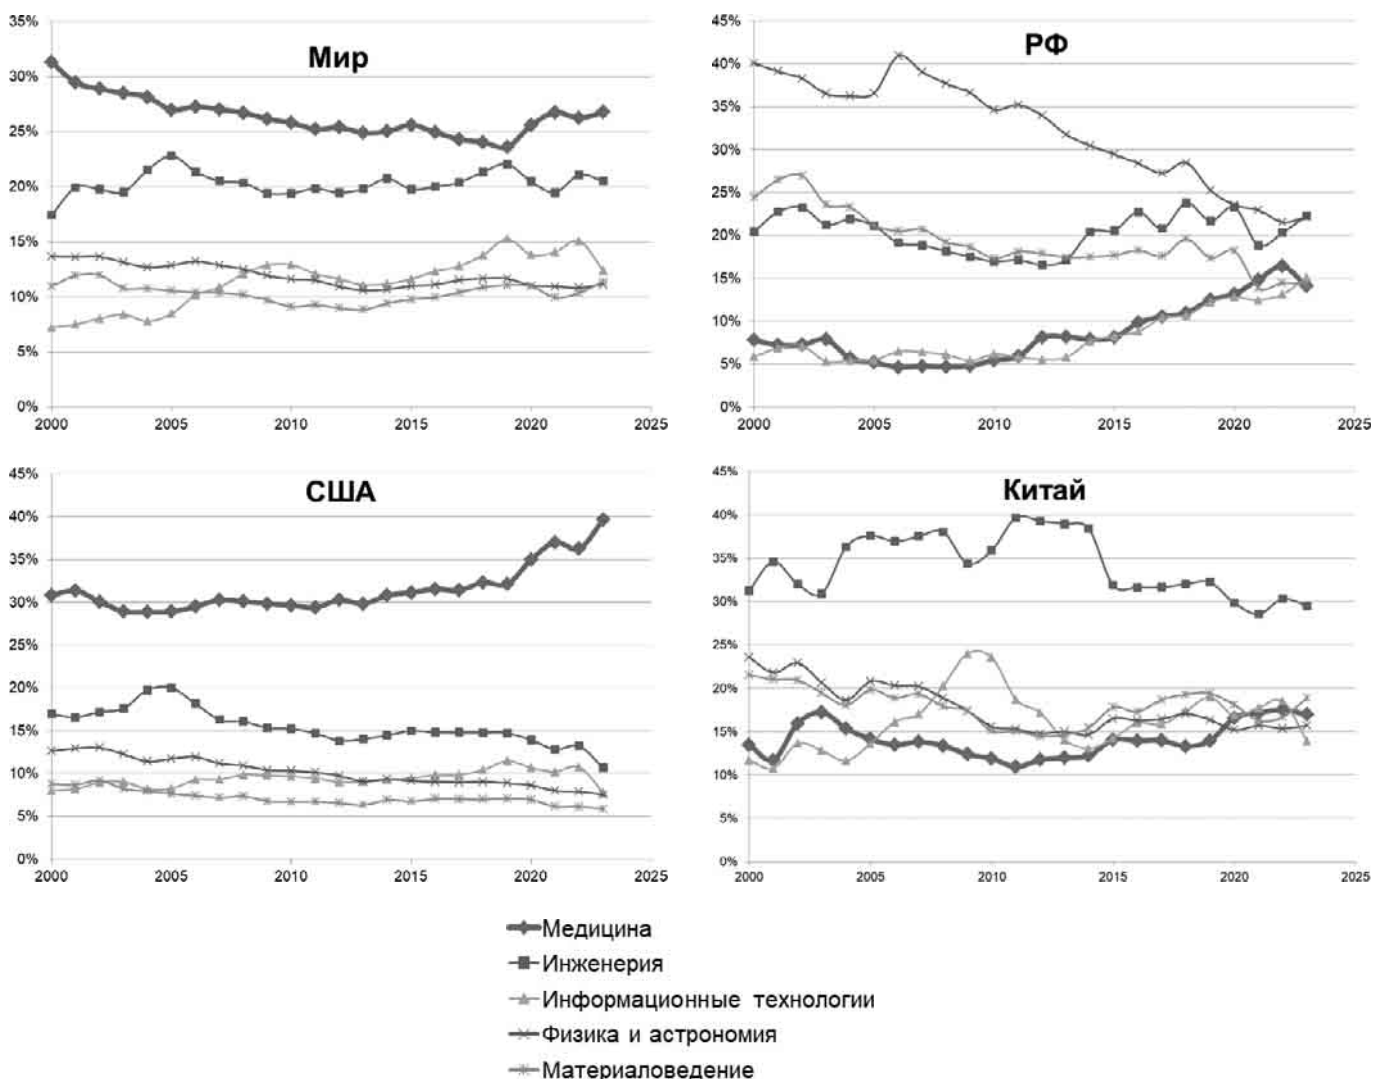 Мир
35%
30%
25%
20%
15%
10%
5%
0%
2000 2005 2010 2015 2020 2025
РФ
45%
40%
35%
30%
25%
20%
15%
10%
5%
0%
2000 2005 2010 2015 2020 2025
США
45%
40%
35%
30%
25%
20%
15%
10%
5%
0%
2000 2005 2010 2015 2020 2025
Китай
45%
40%
35%
30%
25%
20%
15%
10%
5%
0%
2000 2005 2010 2015 2020 2025
Медицина
Инженерия
Информационные технологии
Физика и астрономия
Материаловедение